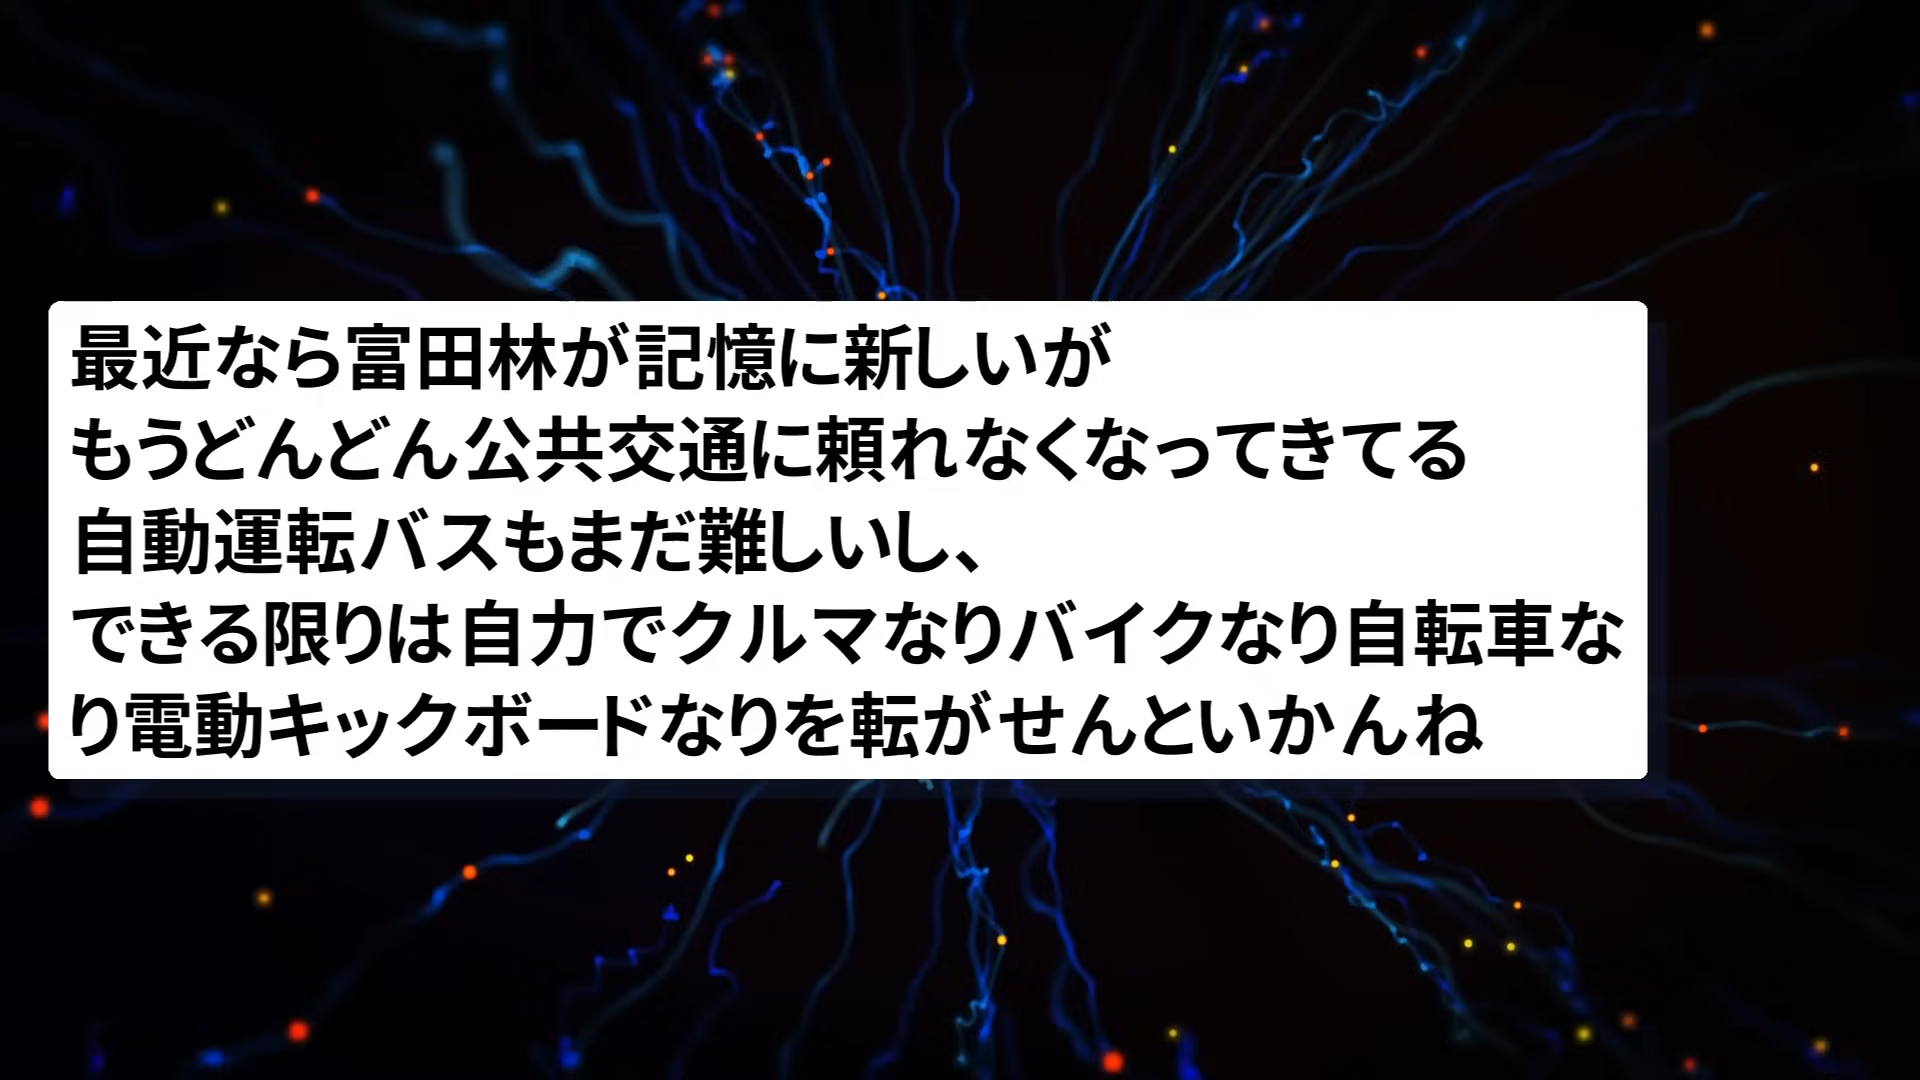 最近なら富田林が記憶に新しいが
もうどんどん公共交通に頼れなくなってきてる
自動運転バスもまだ難しいし、
できる限りは自力でクルマなりバイクなり自転車な
り電動キックボードなりを転がせんといかんね